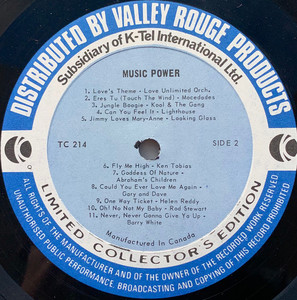 DISTRIBUTED BY VALLEY ROUGE PRODUCTS
Subsidiary of K-Tel International Ltd.
MUSIC POWER
1. Love's Theme - Love Unlimited Orch.
2. Eres Tu (Touch The Wind) - Mocedades
3. Jungle Boogie - Kool & The Gang
4. Can You Feel It - Lighthouse
5. Jimmy Loves Mary-Anne - Looking Glass
TC 214
SIDE 2
6. Fly Me High - Ken Tobias
7. Goddess Of Nature -
Abraham's Children
8. Could You Ever Love Me Again -
Gary and Dave
9. One Way Ticket - Helen Reddy
10. Oh! No Not My Baby - Rod Stewart
11. Never, Never Gonna Give Ya Up -
Barry White
Manufactured In Canada
LIMITED COLLECTOR'S EDITION
ALL RIGHTS OF THE MANUFACTURER AND OF THE OWNER OF THE RECORDED WORK RESERVED
UNAUTHORISED PUBLIC PERFORMANCE, BROADCASTING AND COPYING OF THIS RECORD PROHIBITED